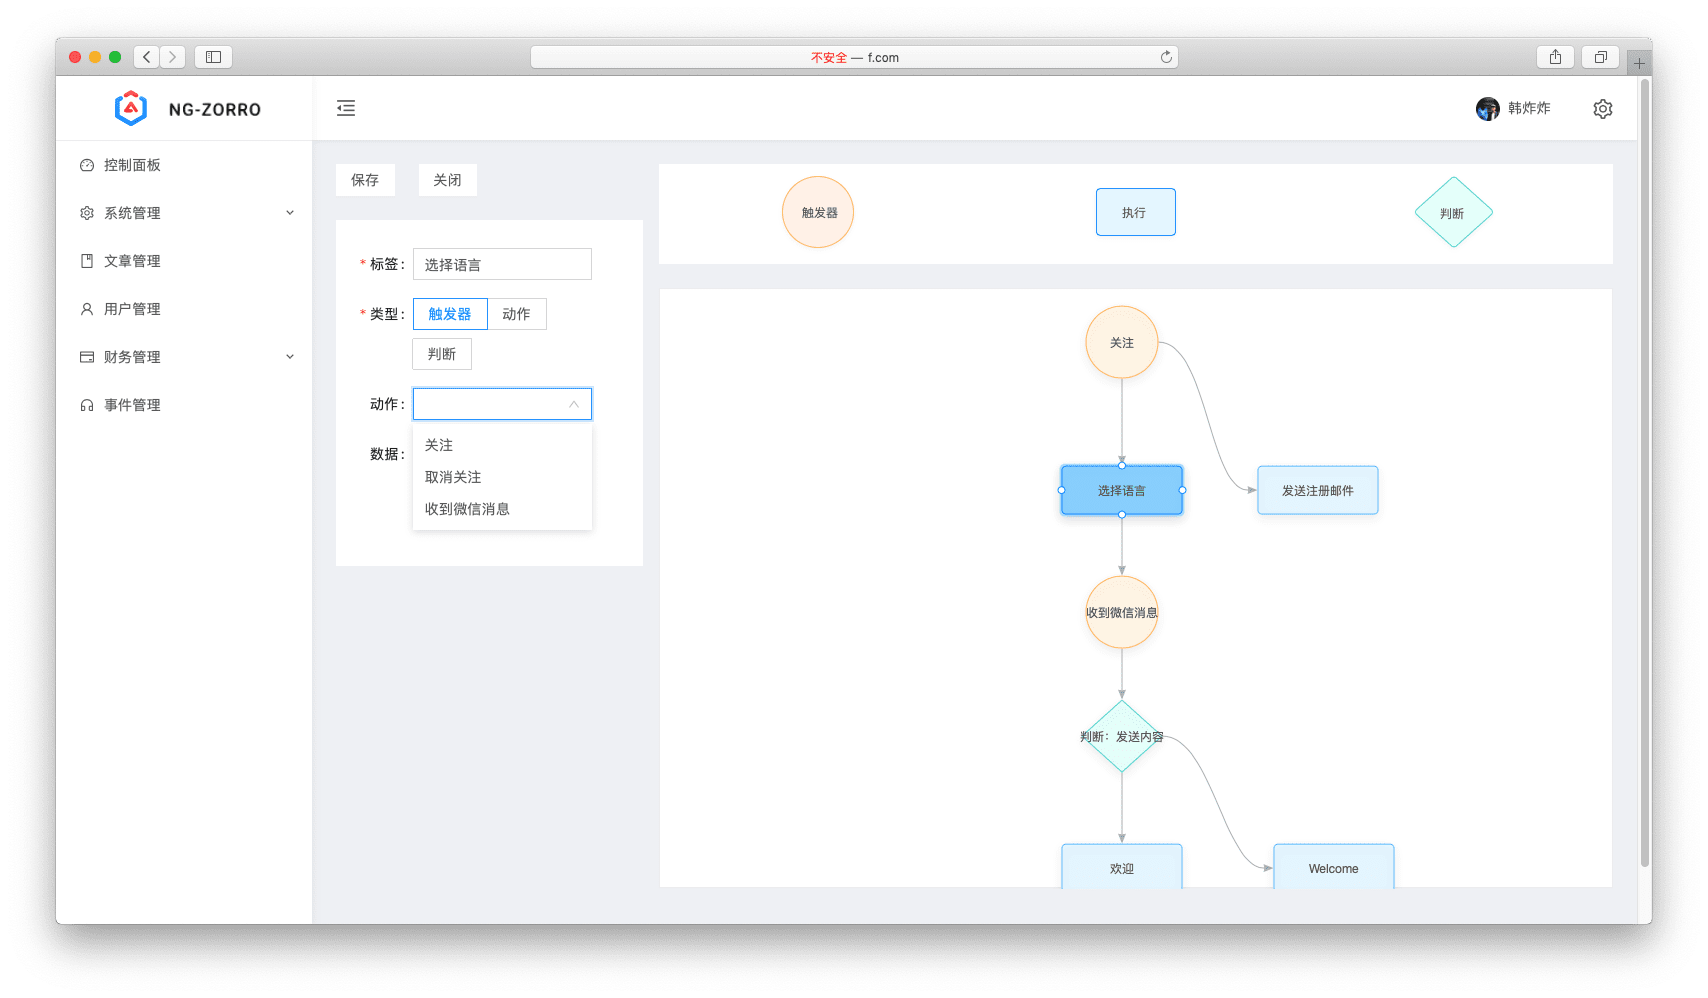 不安全 — f.com
NG-ZORRO
韩炸炸
控制面板
系统管理
文章管理
用户管理
财务管理
事件管理
保存
关闭
* 标签：
选择语言
* 类型：
触发器
动作
判断
动作：
关注
取消关注
收到微信消息
数据：
触发器
执行
判断
关注
选择语言
发送注册邮件
收到微信消息
判断：发送内容
欢迎
Welcome